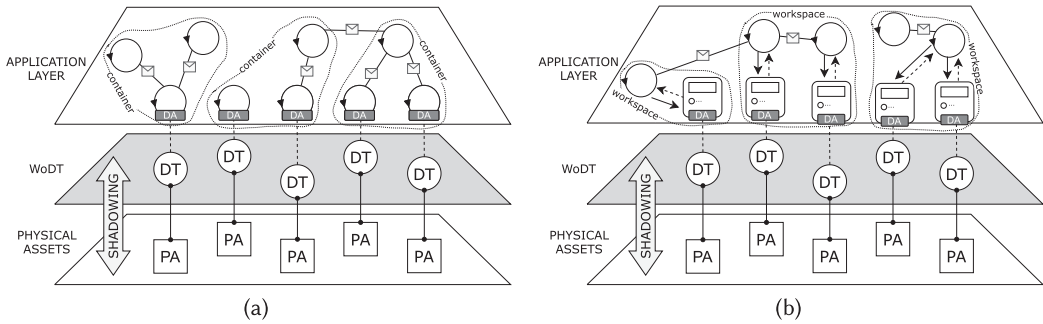 APPLICATION
LAYER
container
container
container
DA
DA
DA
DA
DA
WoDT
DT
DT
DT
DT
DT
SHADOWING
PHYSICAL
ASSETS
PA
PA
PA
PA
PA
(a)
APPLICATION
LAYER
workspace
workspace
workspace
DA
DA
DA
DA
DA
WoDT
DT
DT
DT
DT
DT
SHADOWING
PHYSICAL
ASSETS
PA
PA
PA
PA
PA
(b)